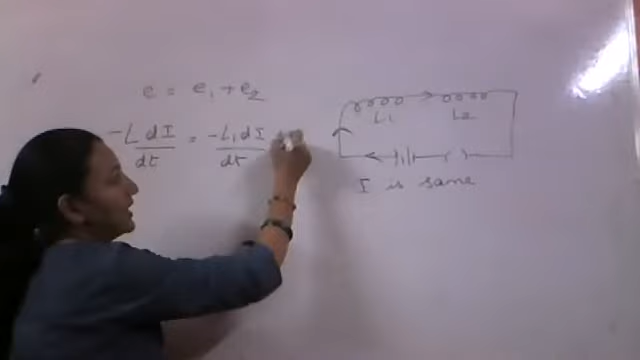 e = e₁ + e₂
-L dI = -L₁ dI
dt dt
L1 L2
I is same